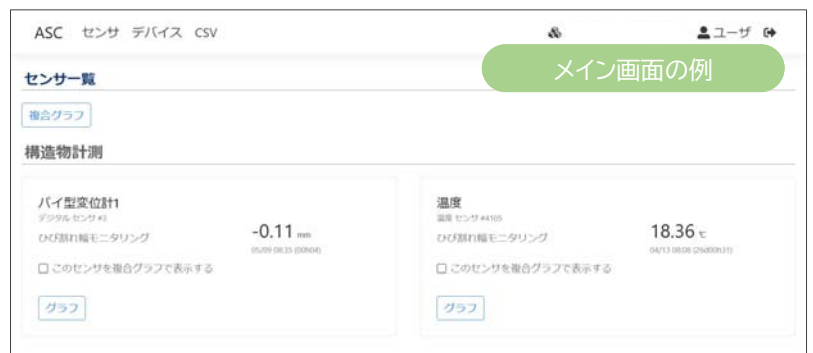 ASC センサ デバイス CSV ユーザ
メイン画面の例
センサ一覧
複合グラフ
構造物計測
パイ型変位計1
デジタル センサ #3
ひび割れ幅モニタリング
-0.11 mm
05/09 08:35 (00h04)
このセンサを複合グラフで表示する
グラフ
温度
温度 センサ #4105
ひび割れ幅モニタリング
18.36 ℃
04/13 08:08 (26d00h31)
このセンサを複合グラフで表示する
グラフ